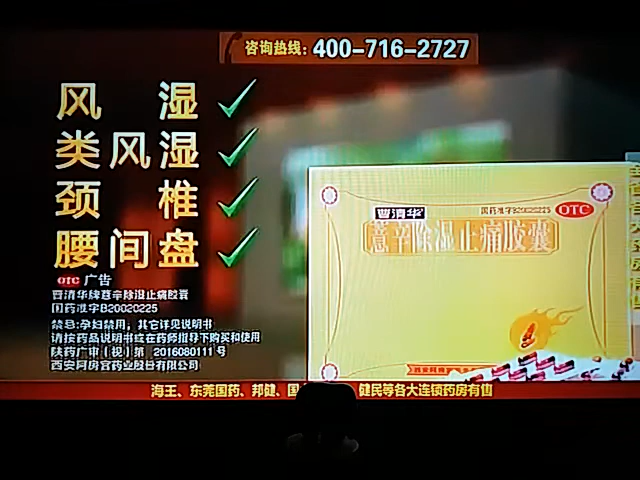 咨询热线：400-716-2727
风湿
类风湿
颈椎
腰间盘
OTC 广告
曹清华牌薏辛除湿止痛胶囊
国药准字B20020225
禁忌:孕妇禁用，其它详见说明书
请按药品说明书或在药师指导下购买和使用
陕药广审（视）第 2016080111 号
西安阿房宫药业股份有限公司
曹清华
国药准字B20020225
OTC
薏辛除湿止痛胶囊
海王、东莞国药、邦健、国
健民等各大连锁药房有售